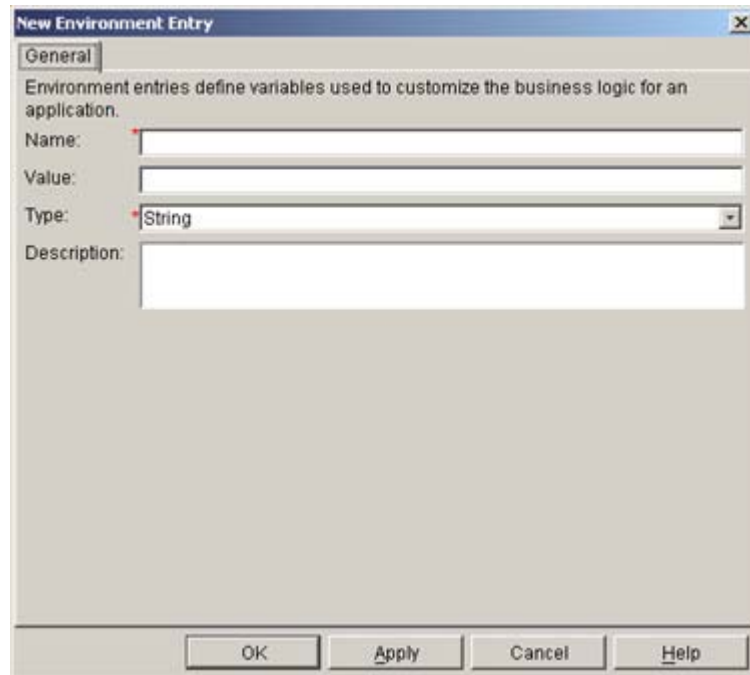 New Environment Entry
General
Environment entries define variables used to customize the business logic for an
application.
Name: *
Value:
Type: * String
Description:
OK Apply Cancel Help